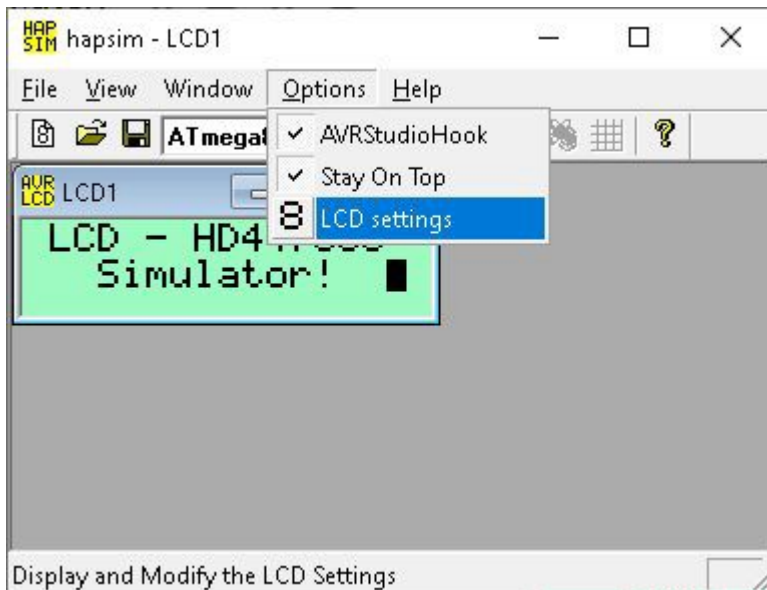 HAP SIM hapsim - LCD1
File View Window Options Help
AVRStudioHook
Stay On Top
LCD settings
AVR LCD LCD1
LCD - HD4
Simulator!
Display and Modify the LCD Settings